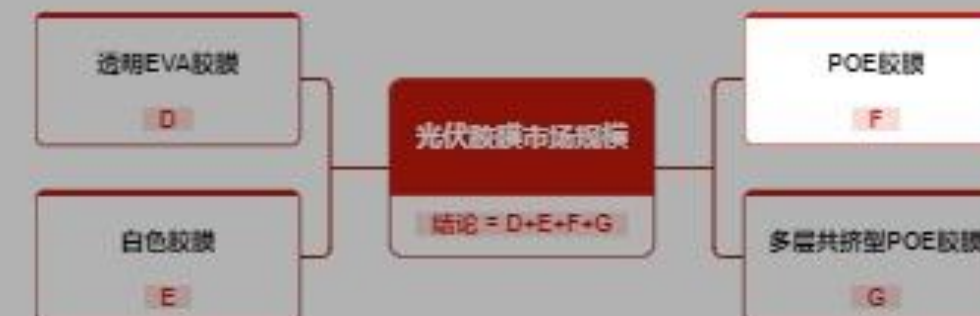 透明EVA胶膜
D
白色胶膜
E
光伏胶膜市场规模
结论 = D+E+F+G
POE胶膜
F
多层共挤型POE胶膜
G